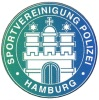 SPORTVEREINIGUNG POLIZEI
· HAMBURG ·